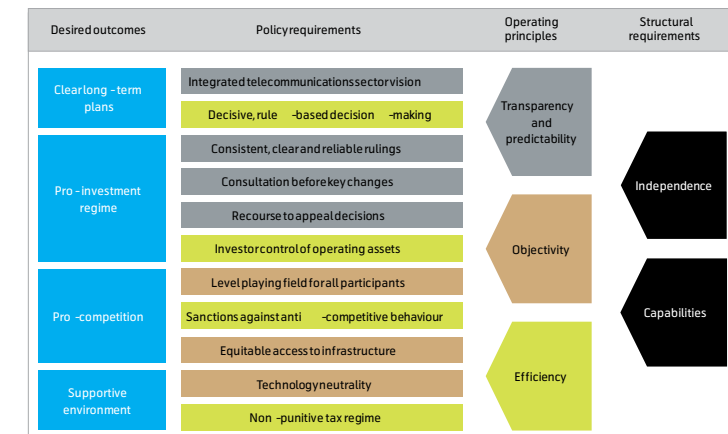 Desired outcomes
Policy requirements
Operating
principles
Structural
requirements
Clear long-term
plans
Integrated telecommunications sector vision
Decisive, rule -based decision -making
Transparency
and
predictability
Pro-investment
regime
Consistent, clear and reliable rulings
Consultation before key changes
Recourse to appeal decisions
Investor control of operating assets
Independence
Objectivity
Pro-competition
Level playing field for all participants
Sanctions against anti -competitive behaviour
Equitable access to infrastructure
Capabilities
Supportive
environment
Technology neutrality
Non -punitive tax regime
Efficiency